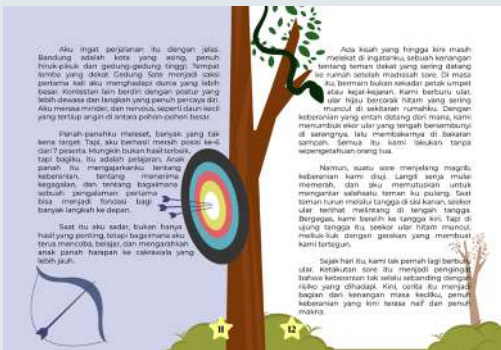 Aku ingat perjalanan itu dengan jelas.
Bandung adalah kota yang asing, penuh
hiruk-pikuk dan gedung-gedung tinggi. Tempat
lomba yang dekat Gedung Sate menjadi saksi
pertama kali aku menghadapi dunia yang lebih
besar. Kontestan lain berdiri dengan postur yang
lebih dewasa dan langkah yang penuh percaya diri.
Aku merasa minder, dan nervous, seperti daun kecil
yang tertiup angin di antara pohon-pohon besar.
Panah-panahku meleset, banyak yang tak
kena target. Tapi, aku berhasil meraih posisi ke-6
dari 7 peserta. Mungkin bukan hasil terbaik,
tapi bagiku, itu adalah pelajaran. Anak
panah itu mengajarkanku tentang
keberanian, tentang menerima
kegagalan, dan tentang bagaimana
sebuah pengalaman pertama
bisa menjadi fondasi bagi
banyak langkah ke depan.
Saat itu aku sadar, bukan hanya
hasil yang penting, tetapi bagaimana aku
terus mencoba, belajar, dan mengarahkan
anak panah harapan ke cakrawala yang
lebih jauh.
11
Ada kisah yang hingga kini masih
melekat di ingatanku, sebuah kenangan
tentang teman dekat yang sering datang
ke rumah setelah madrasah sore. Di masa
itu, bermain bukan sekadar petak umpet
atau kejar-kejaran. Kami berburu ulat,
ular hijau bercorak hitam yang sering
muncul di sekitaran rumahku. Dengan
keberanian yang entah datang dari mana, kami
menumbuk ekor ular yang tengah bersembunyi
di sarangnya, lalu membakarnya di bakaran
sampah. Semua itu kami lakukan tanpa
sepengetahuan orang tua.
Namun, suatu sore menjelang magrib,
keberanian kami diuji. Langit senja mulai
memerah, dan aku memutuskan untuk
mengantar salahsatu teman ku pulang. Saat
teman turun melalui tangga di sisi kanan, seekor
ular terlihat melintang di tengah tangga.
Bergegas, kami beralih ke tangga kiri. Tapi di
ujung tangga itu, seekor ular hitam muncul,
meliuk-liuk dengan gerakan yang membuat
kami tertegun.
Sejak hari itu, kami tak pernah lagi berburu
ular. Ketakutan sore itu menjadi pengingat
bahwa keberanian tak selalu sebanding dengan
risiko yang dihadapi. Kini, cerita itu menjadi
bagian dari kenangan masa kecilku, penuh
keberanian yang kini terasa naif dan penuh
makna.
12